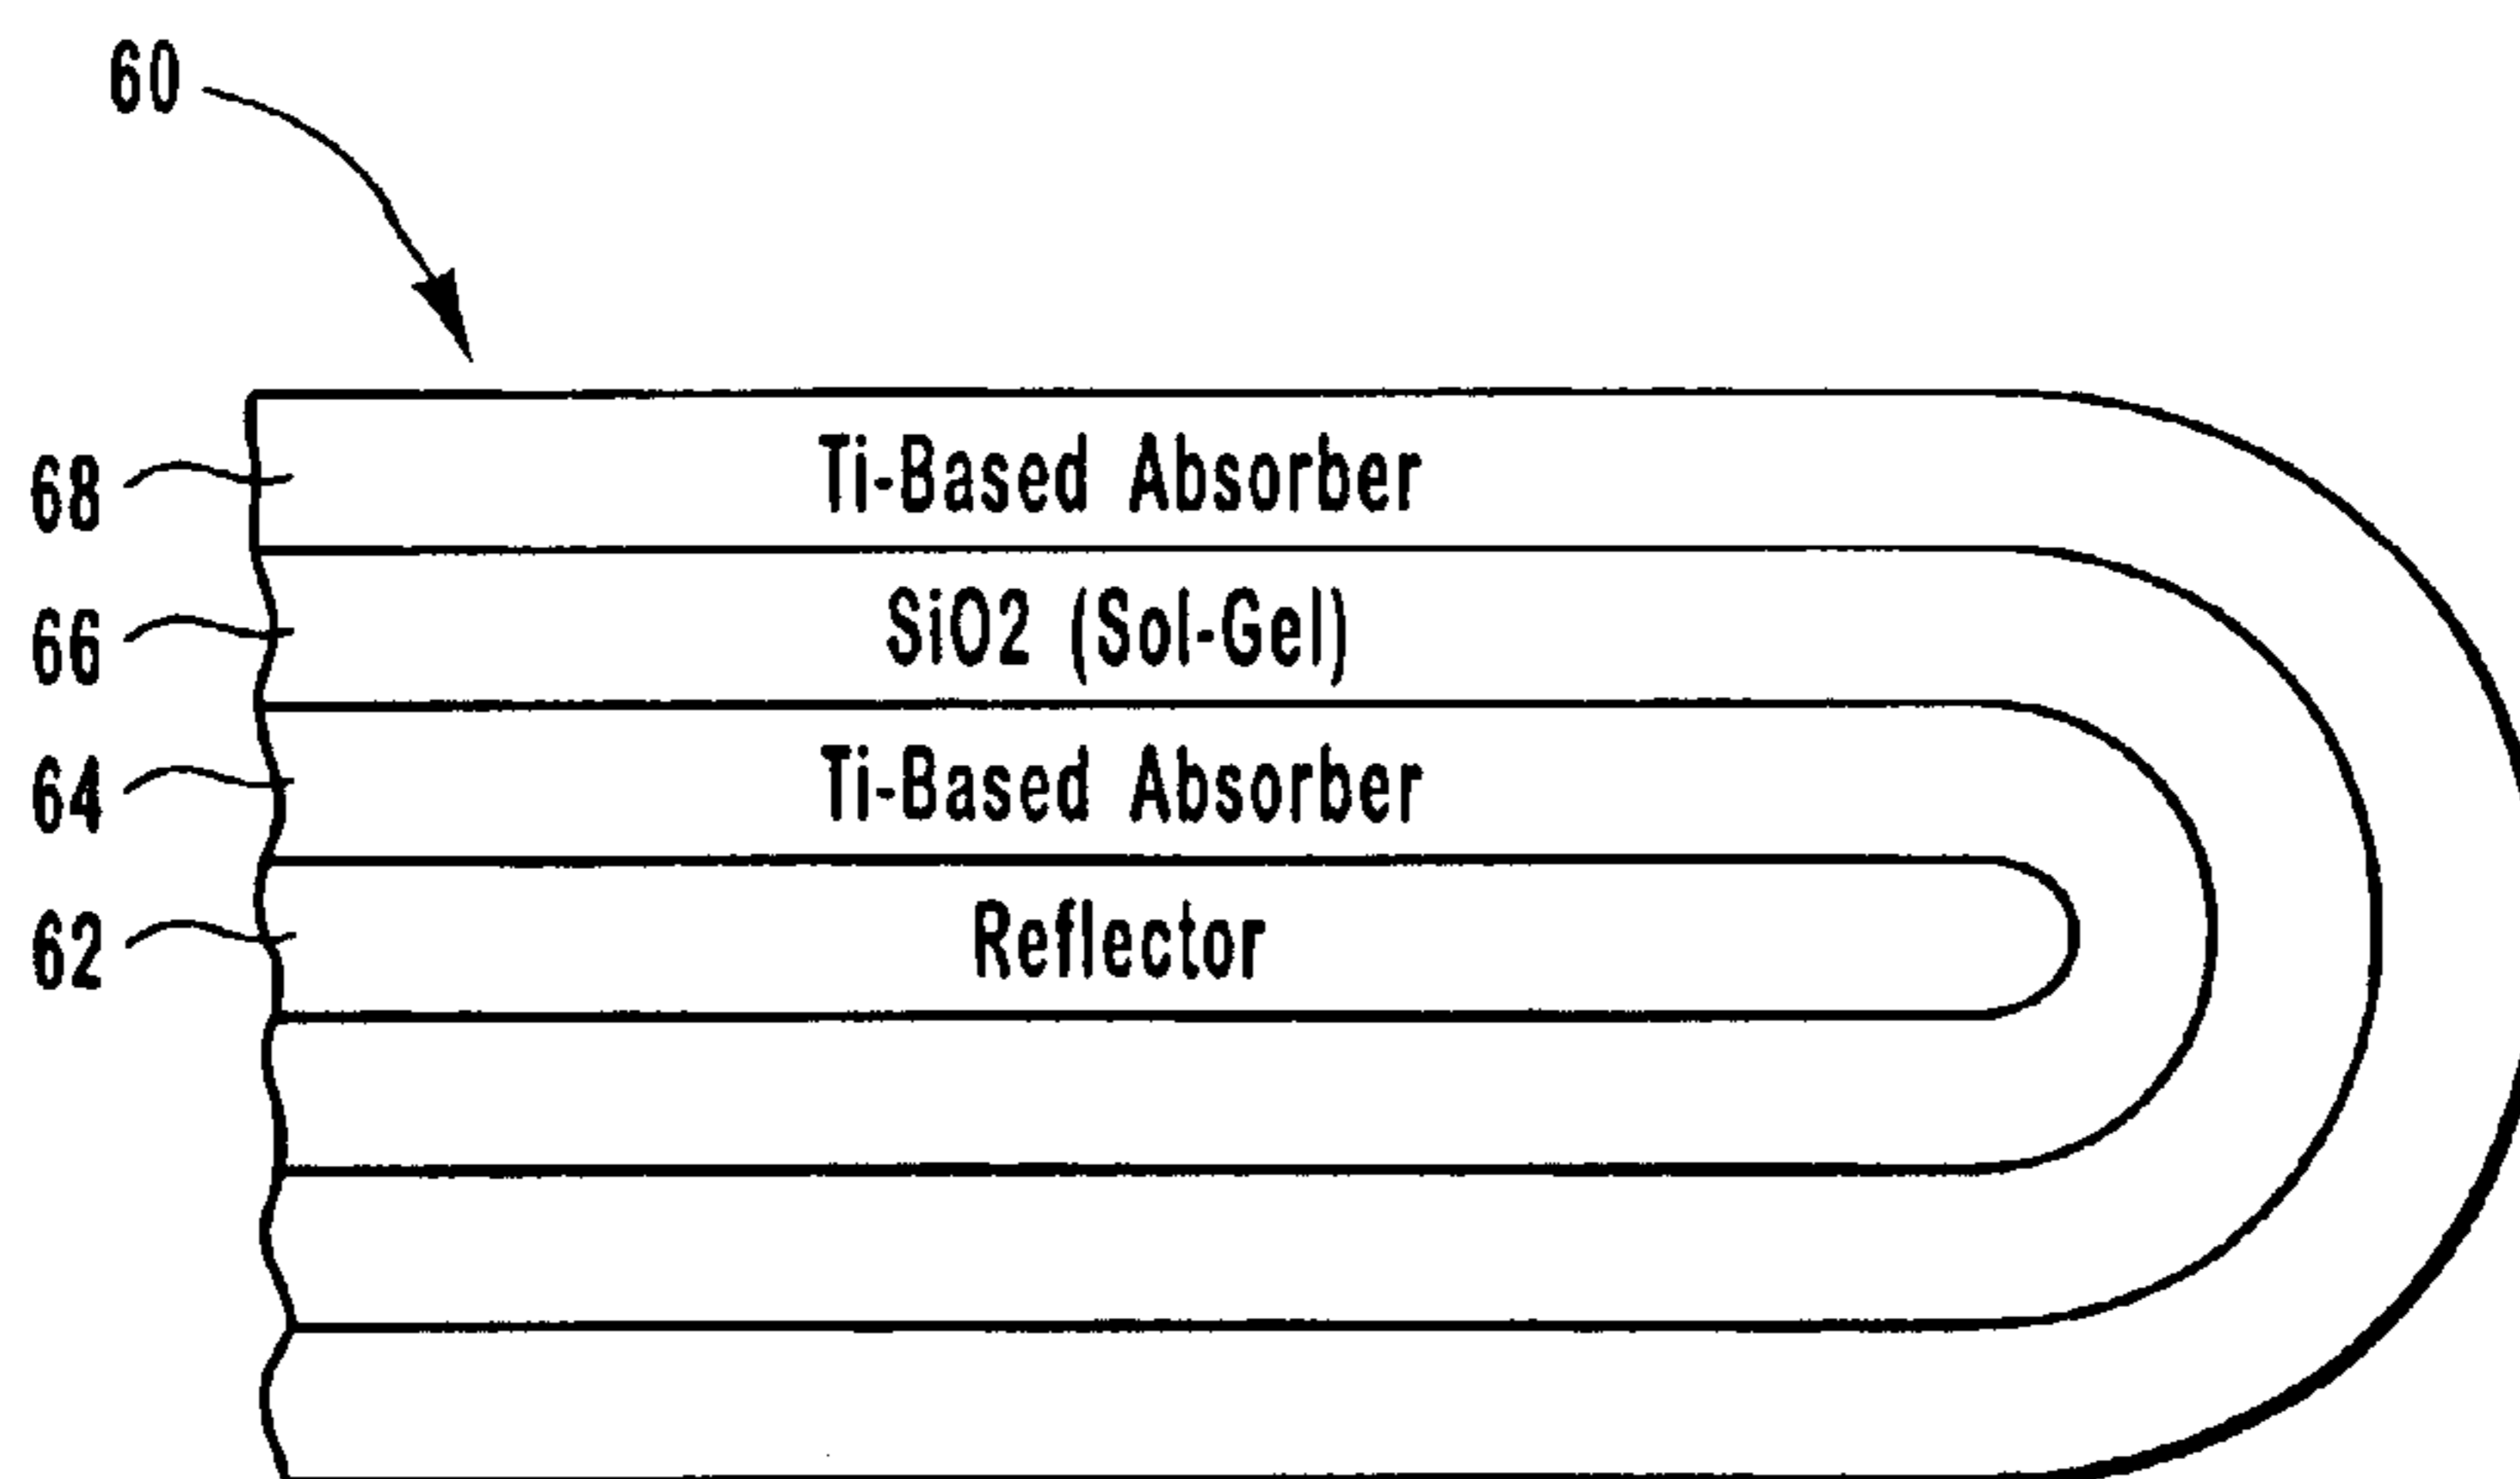 60
68 Ti-Based Absorber
66 SiO2 (Sol-Gel)
64 Ti-Based Absorber
62 Reflector